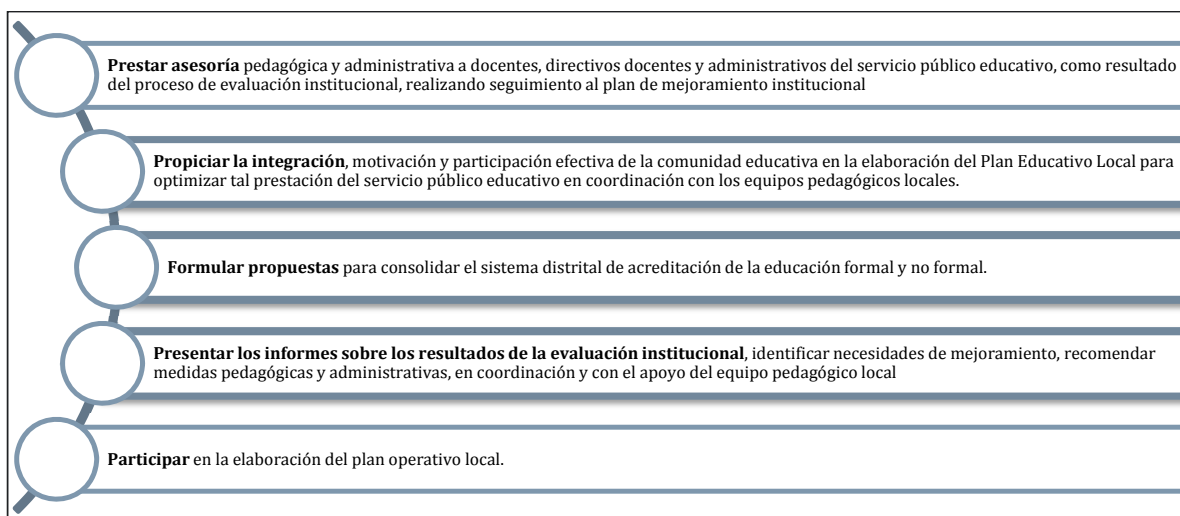 Prestar asesoría pedagógica y administrativa a docentes, directivos docentes y administrativos del servicio público educativo, como resultado
del proceso de evaluación institucional, realizando seguimiento al plan de mejoramiento institucional
Propiciar la integración, motivación y participación efectiva de la comunidad educativa en la elaboración del Plan Educativo Local para
optimizar tal prestación del servicio público educativo en coordinación con los equipos pedagógicos locales.
Formular propuestas para consolidar el sistema distrital de acreditación de la educación formal y no formal.
Presentar los informes sobre los resultados de la evaluación institucional, identificar necesidades de mejoramiento, recomendar
medidas pedagógicas y administrativas, en coordinación y con el apoyo del equipo pedagógico local
Participar en la elaboración del plan operativo local.